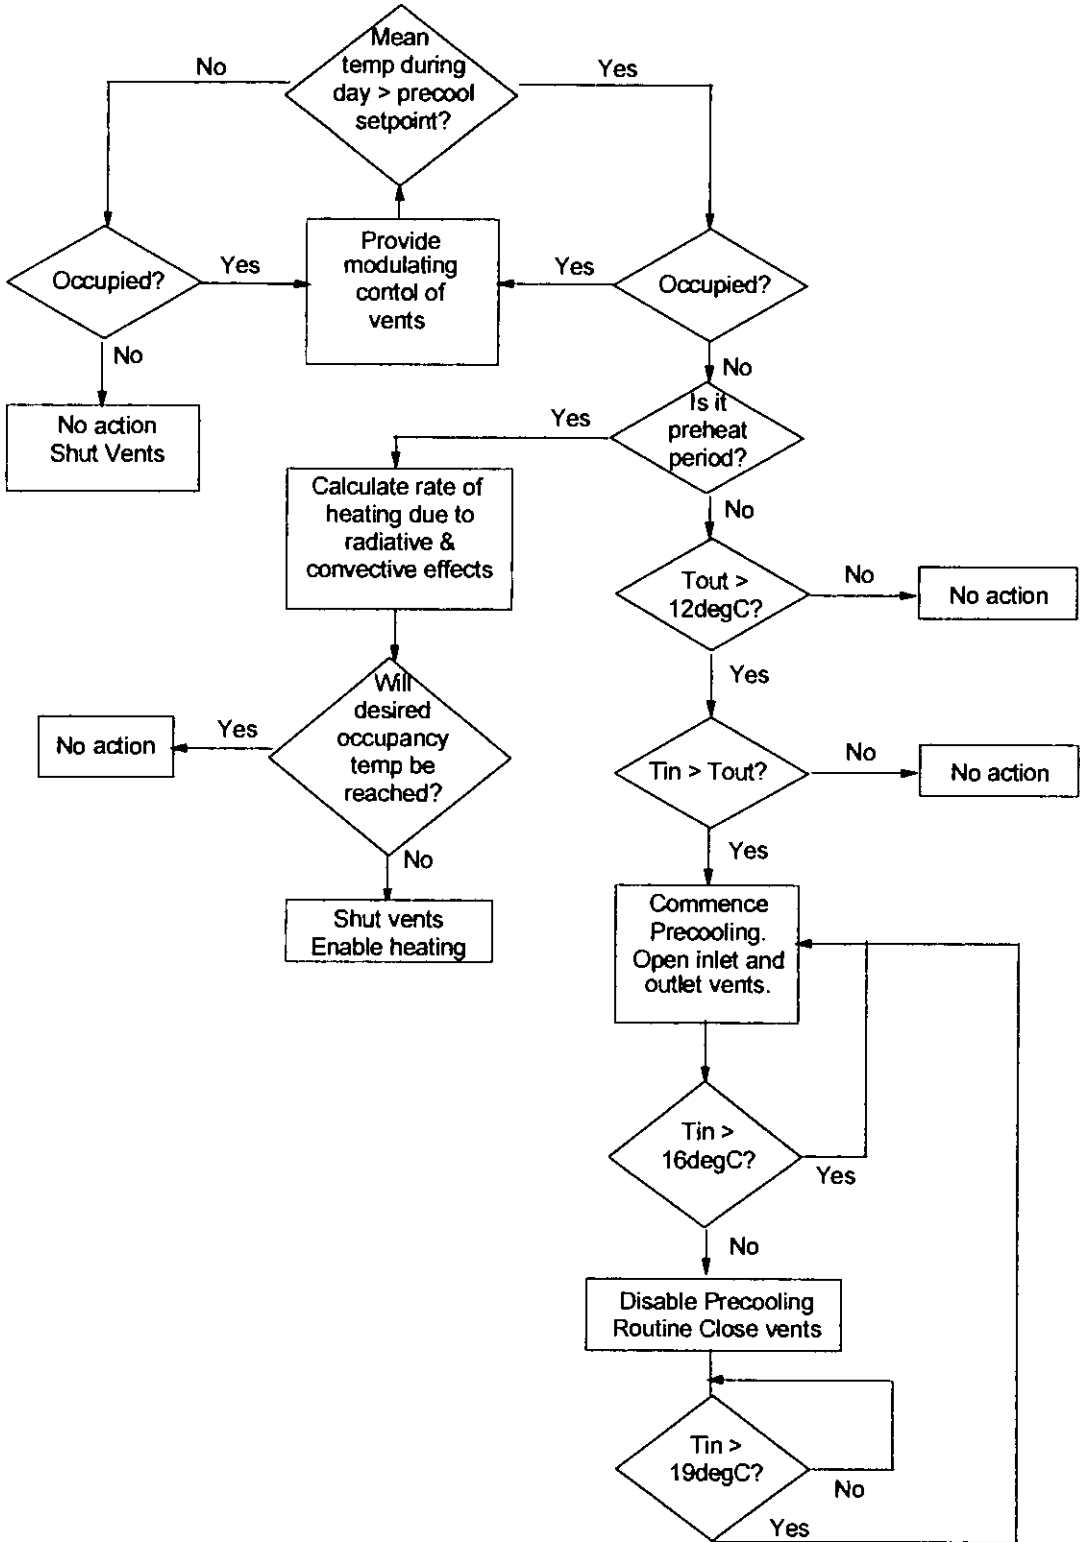 Mean
temp during
day > precool
setpoint?
No
Yes
Occupied?
Yes
Provide
modulating
contol of
vents
Yes
Occupied?
No
No
No action
Shut Vents
Is it
preheat
period?
Yes
No
Calculate rate of
heating due to
radiative &
convective effects
Tout >
12degC?
No
No action
Yes
Will
desired
occupancy
temp be
reached?
Yes
No action
Tin > Tout?
No
No action
No
Yes
Shut vents
Enable heating
Commence
Precooling.
Open inlet and
outlet vents.
Tin >
16degC?
Yes
No
Disable Precooling
Routine Close vents
Tin >
19degC?
No
Yes